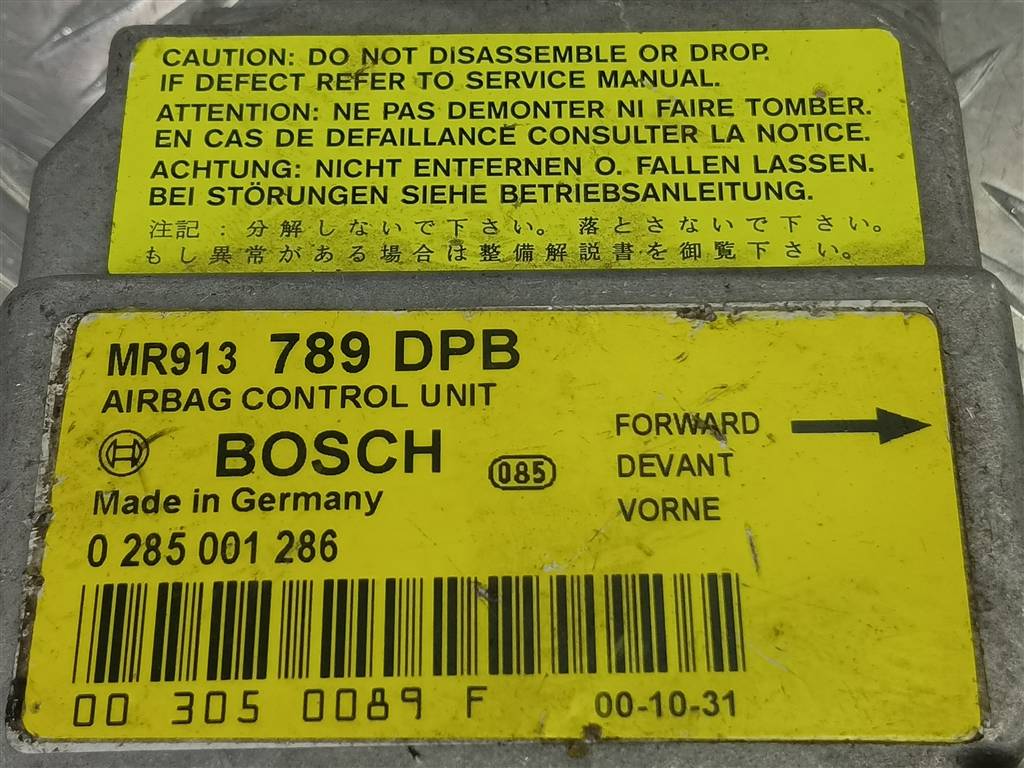 CAUTION: DO NOT DISASSEMBLE OR DROP.
IF DEFECT REFER TO SERVICE MANUAL.
ATTENTION: NE PAS DEMONTER NI FAIRE TOMBER.
EN CAS DE DEFAILLANCE CONSULTER LA NOTICE.
ACHTUNG: NICHT ENTFERNEN O. FALLEN LASSEN.
BEI STÖRUNGEN SIEHE BETRIEBSANLEITUNG.
注記：分解しないで下さい。落とさないで下さい。
もし異常がある場合は整備解説書を御覧下さい。
MR913 789 DPB
AIRBAG CONTROL UNIT
BOSCH
085
Made in Germany
0 285 001 286
FORWARD
DEVANT
VORNE
00 305 0089 F
00-10-31